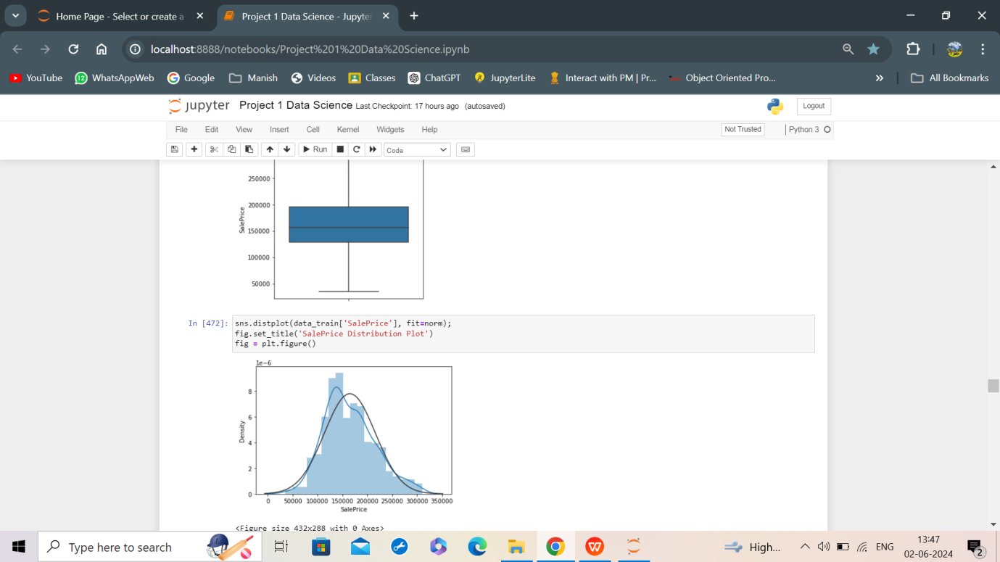 Home Page - Select or create a
Project 1 Data Science - Jupyter
localhost:8888/notebooks/Project%201%20Data%20Science.ipynb
YouTube
12
WhatsAppWeb
Google
Manish
Videos
Classes
ChatGPT
JupyterLite
Interact with PM | Pr...
Object Oriented Pro...
»
All Bookmarks
jupyter Project 1 Data Science Last Checkpoint: 17 hours ago (autosaved)
Logout
File Edit View Insert Cell Kernel Widgets Help
Not Trusted
Python 3
Run
Code
250000
200000
150000
100000
50000
SalePrice
In [472]:
sns.distplot(data_train['SalePrice'], fit=norm);
fig.set_title('SalePrice Distribution Plot')
fig = plt.figure()
1e-6
8
6
4
2
0
Density
0 50000 100000 150000 200000 250000 300000 350000
SalePrice
<Figure size 432x288 with 0 Axes>
Type here to search
High...
ENG
13:47
02-06-2024
2